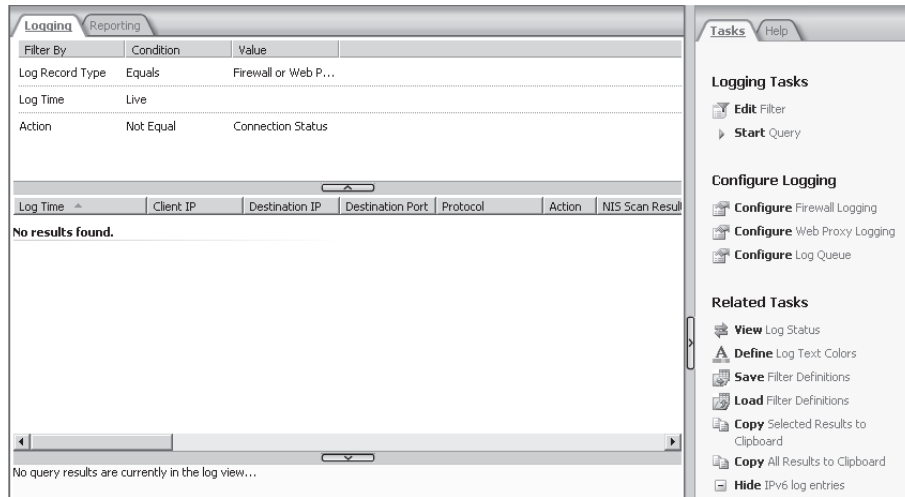 Logging Reporting
Filter By Condition Value
Log Record Type Equals Firewall or Web P...
Log Time Live
Action Not Equal Connection Status
Log Time Client IP Destination IP Destination Port Protocol Action NIS Scan Resul
No results found.
No query results are currently in the log view...
Tasks Help
Logging Tasks
Edit Filter
Start Query
Configure Logging
Configure Firewall Logging
Configure Web Proxy Logging
Configure Log Queue
Related Tasks
View Log Status
Define Log Text Colors
Save Filter Definitions
Load Filter Definitions
Copy Selected Results to
Clipboard
Copy All Results to Clipboard
Hide IPv6 log entries